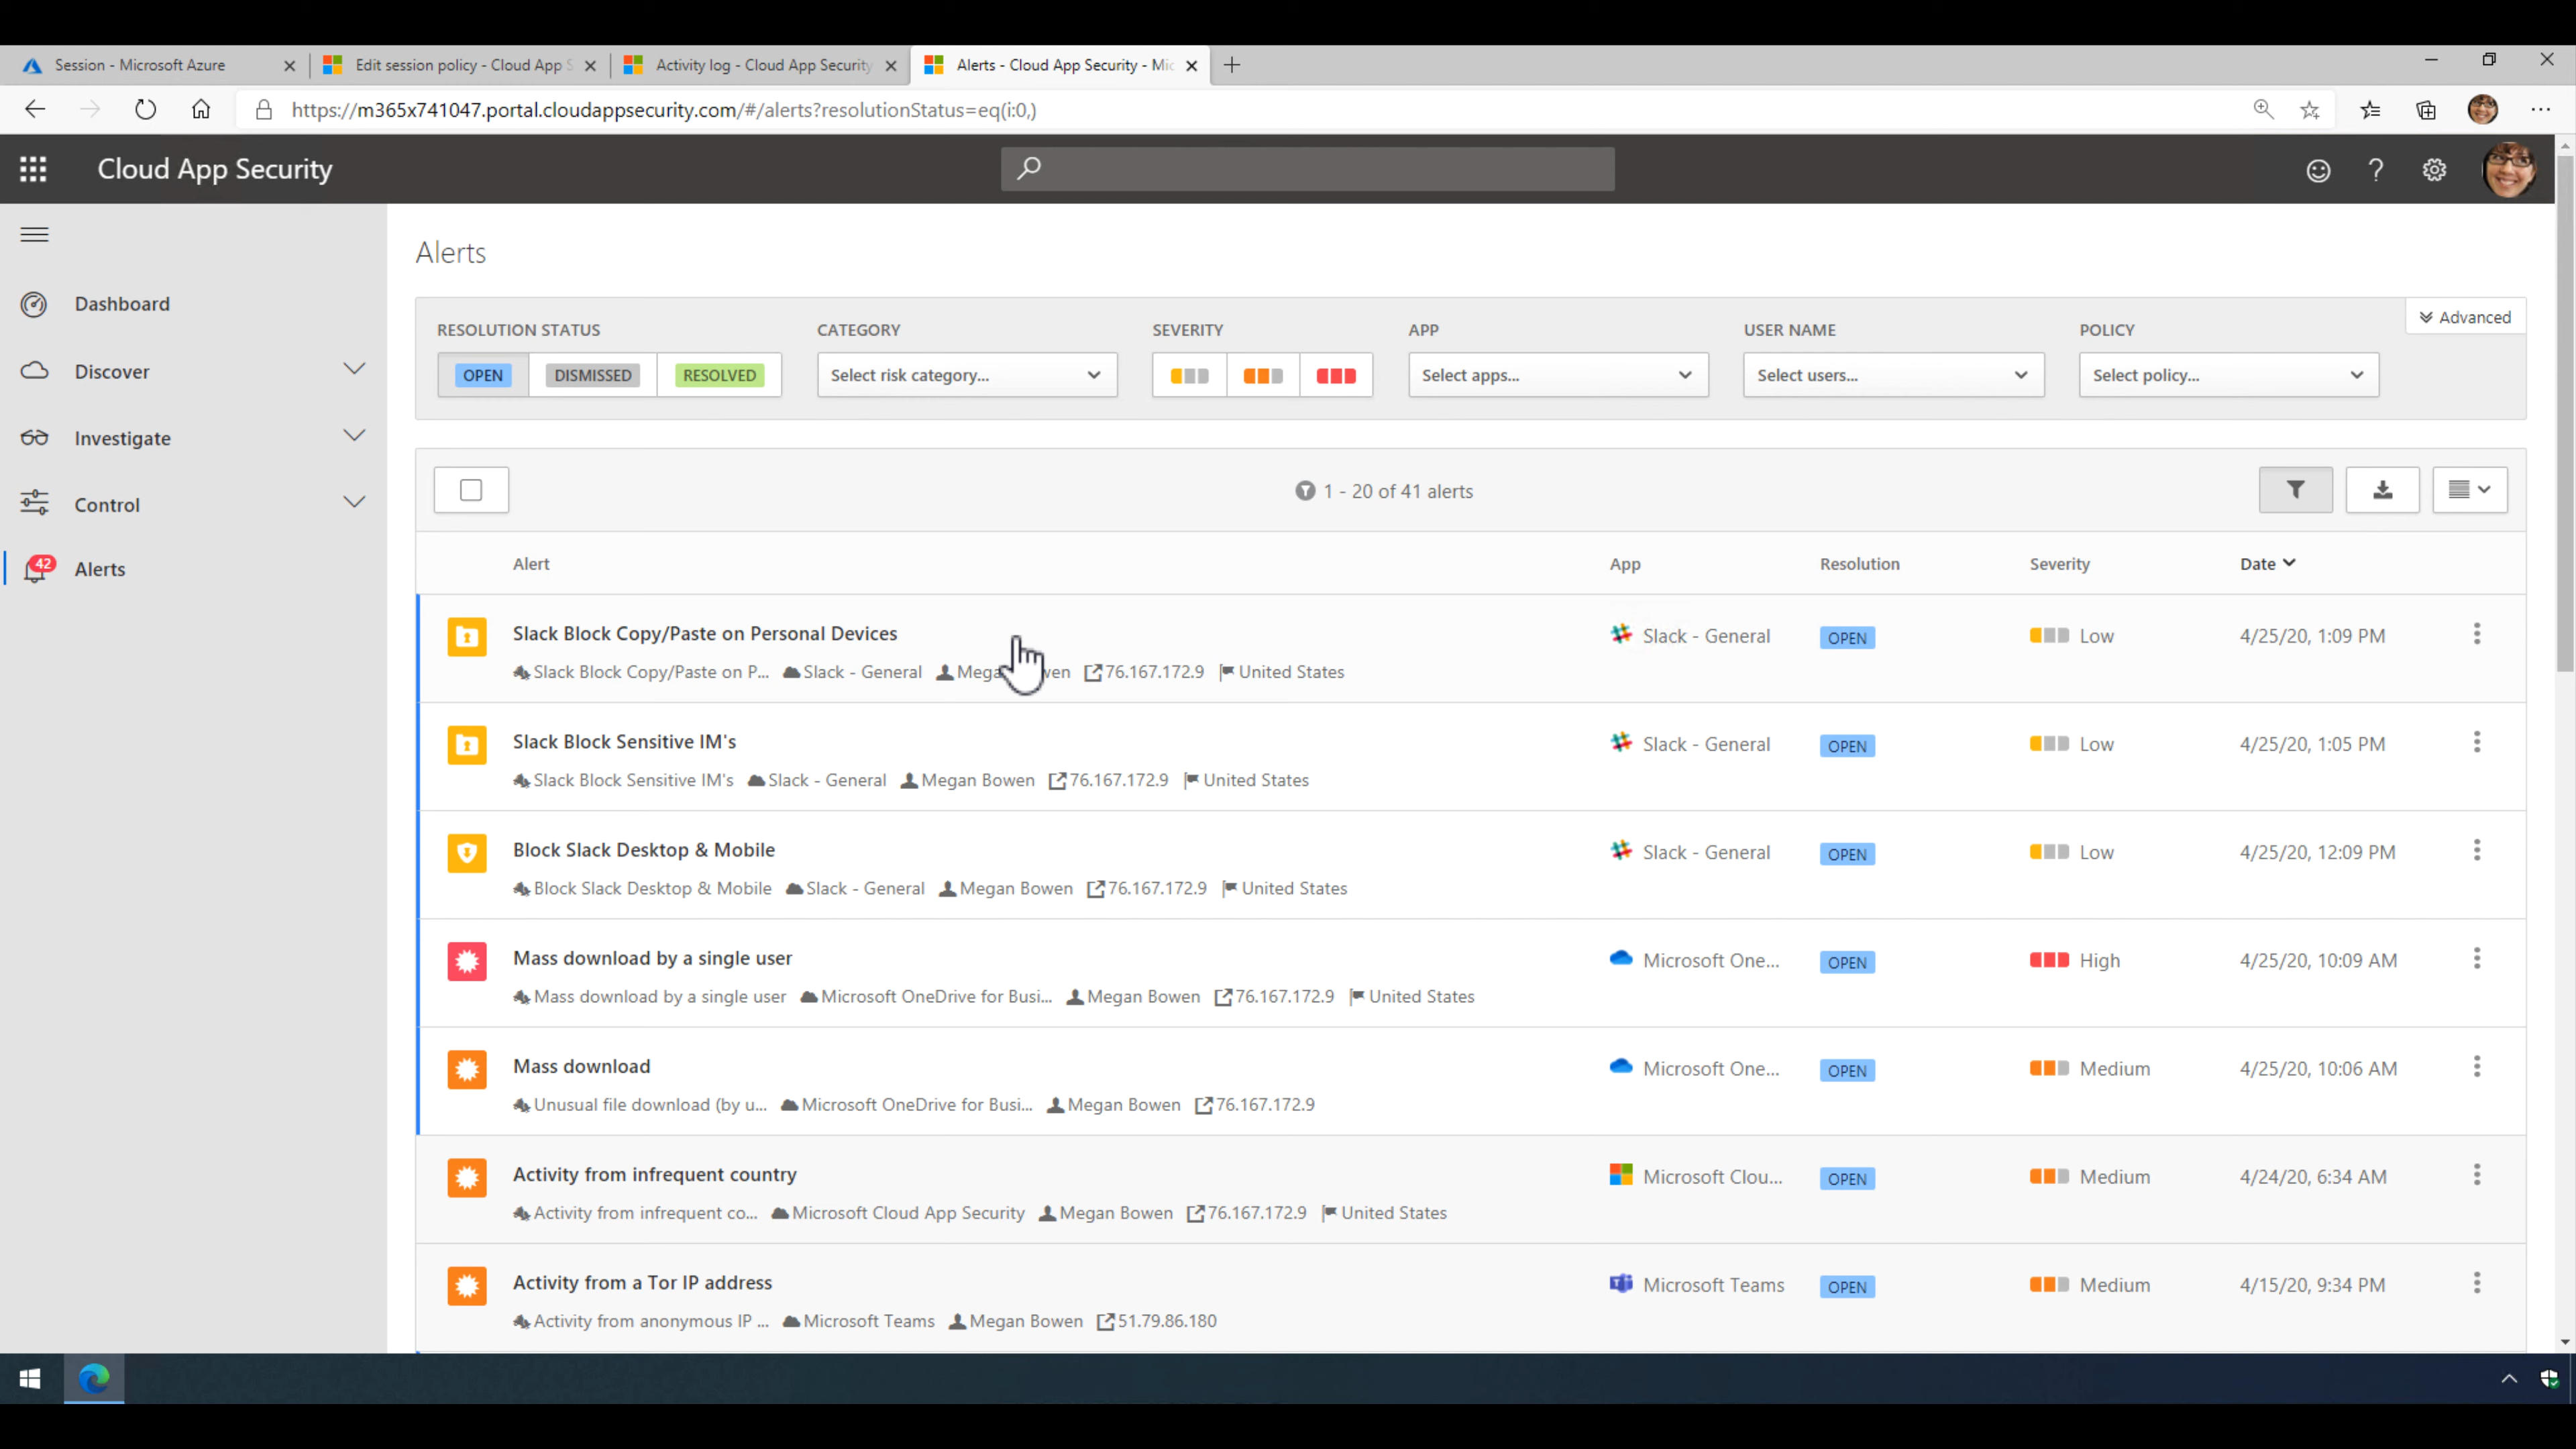 Session - Microsoft Azure
Edit session policy - Cloud App S
Activity log - Cloud App Security
Alerts - Cloud App Security - Mic
https://m365x741047.portal.cloudappsecurity.com/#/alerts?resolutionStatus=eq(i:0,)
Cloud App Security
?
Alerts
Dashboard
Discover
Investigate
Control
42
Alerts
RESOLUTION STATUS CATEGORY SEVERITY APP USER NAME POLICY
Advanced
OPEN DISMISSED RESOLVED Select risk category... Select apps... Select users... Select policy...
1 - 20 of 41 alerts
Alert App Resolution Severity Date
Slack Block Copy/Paste on Personal Devices Slack - General OPEN Low 4/25/20, 1:09 PM
Slack Block Copy/Paste on P... Slack - General 76.167.172.9 United States
Slack Block Sensitive IM's Slack - General OPEN Low 4/25/20, 1:05 PM
Slack Block Sensitive IM's Slack - General Megan Bowen 76.167.172.9 United States
Block Slack Desktop & Mobile Slack - General OPEN Low 4/25/20, 12:09 PM
Block Slack Desktop & Mobile Slack - General Megan Bowen 76.167.172.9 United States
Mass download by a single user Microsoft One... OPEN High 4/25/20, 10:09 AM
Mass download by a single user Microsoft OneDrive for Busi... Megan Bowen 76.167.172.9 United States
Mass download Microsoft One... OPEN Medium 4/25/20, 10:06 AM
Unusual file download (by u... Microsoft OneDrive for Busi... Megan Bowen 76.167.172.9
Activity from infrequent country Microsoft Clou... OPEN Medium 4/24/20, 6:34 AM
Activity from infrequent co... Microsoft Cloud App Security Megan Bowen 76.167.172.9 United States
Activity from a Tor IP address Microsoft Teams OPEN Medium 4/15/20, 9:34 PM
Activity from anonymous IP ... Microsoft Teams Megan Bowen 51.79.86.180